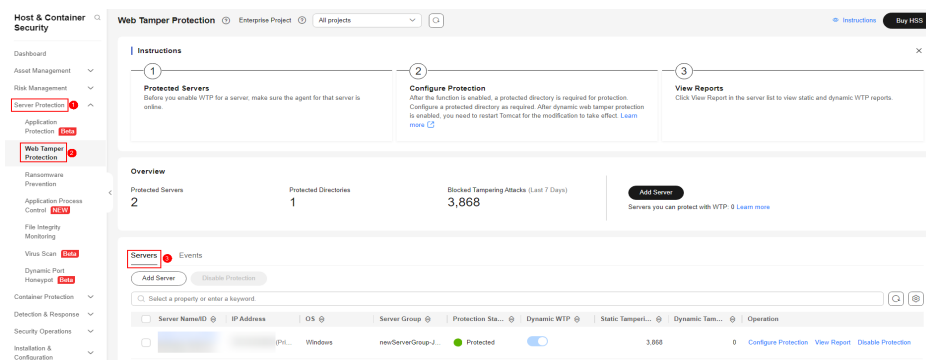 Host & Container
Security
Dashboard
Asset Management
Risk Management
Server Protection 1
Application
Protection Beta
Web Tamper
Protection 2
Ransomware
Prevention
Application Process
Control NEW
File Integrity
Monitoring
Virus Scan Beta
Dynamic Port
Honeypot Beta
Container Protection
Detection & Response
Security Operations
Installation &
Configuration
Web Tamper Protection Enterprise Project All projects Instructions Buy HSS
Instructions
1 2 3
Protected Servers
Before you enable WTP for a server, make sure the agent for that server is
online.
Configure Protection
After the function is enabled, a protected directory is required for protection.
Configure a protected directory as required. After dynamic web tamper protection
is enabled, you need to restart Tomcat for the modification to take effect. Learn
more
View Reports
Click View Report in the server list to view static and dynamic WTP reports.
Overview
Protected Servers
2
Protected Directories
1
Blocked Tampering Attacks (Last 7 Days)
3,868
Add Server
Servers you can protect with WTP: 0 Learn more
Servers 3 Events
Add Server Disable Protection
Select a property or enter a keyword.
Server Name/ID IP Address OS Server Group Protection Sta... Dynamic WTP Static Tamperi... Dynamic Tam... Operation
(Pri... Windows newServerGroup-J... Protected 3,868 0 Configure Protection View Report Disable Protection